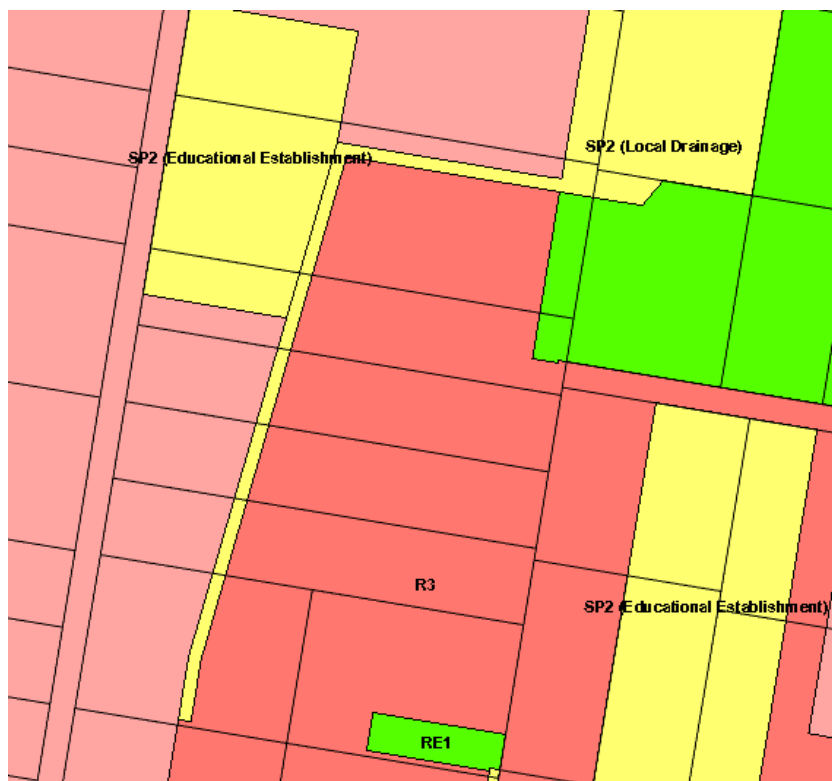 SP2 (Local Drainage)
SP2 (Educational Establishment)
R3
SP2 (Educational Establishment)
RE1